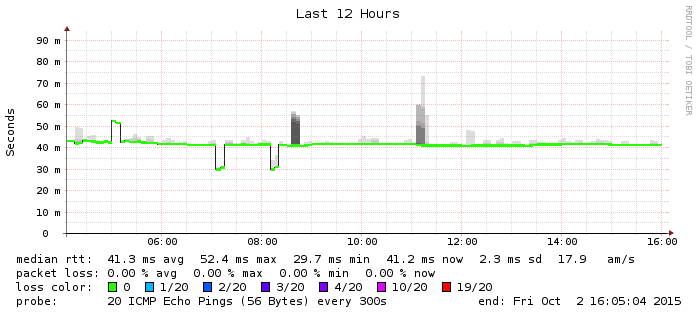 Last 12 Hours
RRDTOOL / TOBI OETIKER
Seconds
90 m
80 m
70 m
60 m
50 m
40 m
30 m
20 m
10 m
0
06:00 08:00 10:00 12:00 14:00 16:00
median rtt: 41.3 ms avg 52.4 ms max 29.7 ms min 41.2 ms now 2.3 ms sd 17.9 am/s
packet loss: 0.00 % avg 0.00 % max 0.00 % min 0.00 % now
loss color: 0 1/20 2/20 3/20 4/20 10/20 19/20
probe: 20 ICMP Echo Pings (56 Bytes) every 300s end: Fri Oct 2 16:05:04 2015